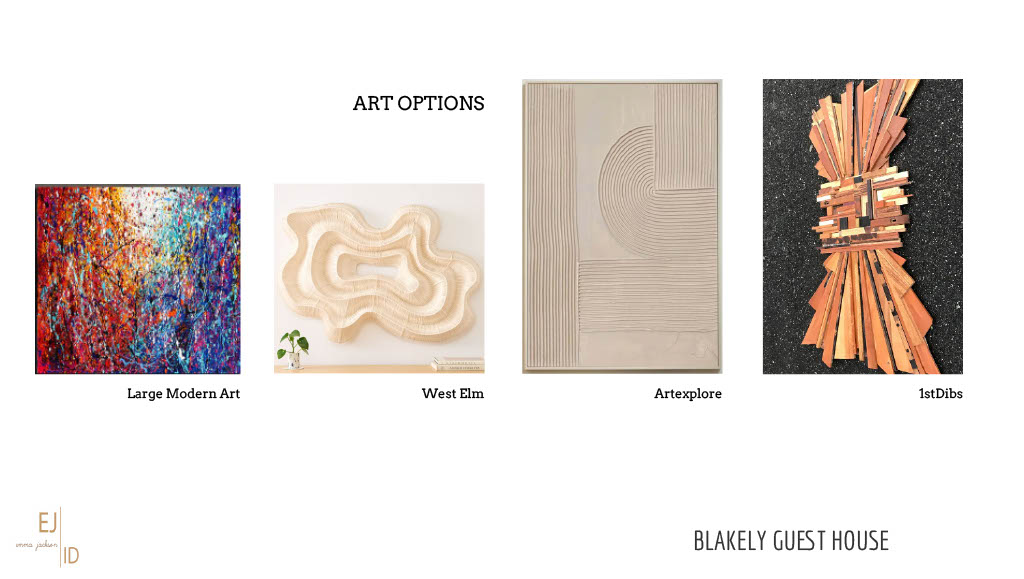 ART OPTIONS
Large Modern Art
West Elm
Artexplore
1stDibs
EJ
emma jackson
ID
BLAKELY GUEST HOUSE